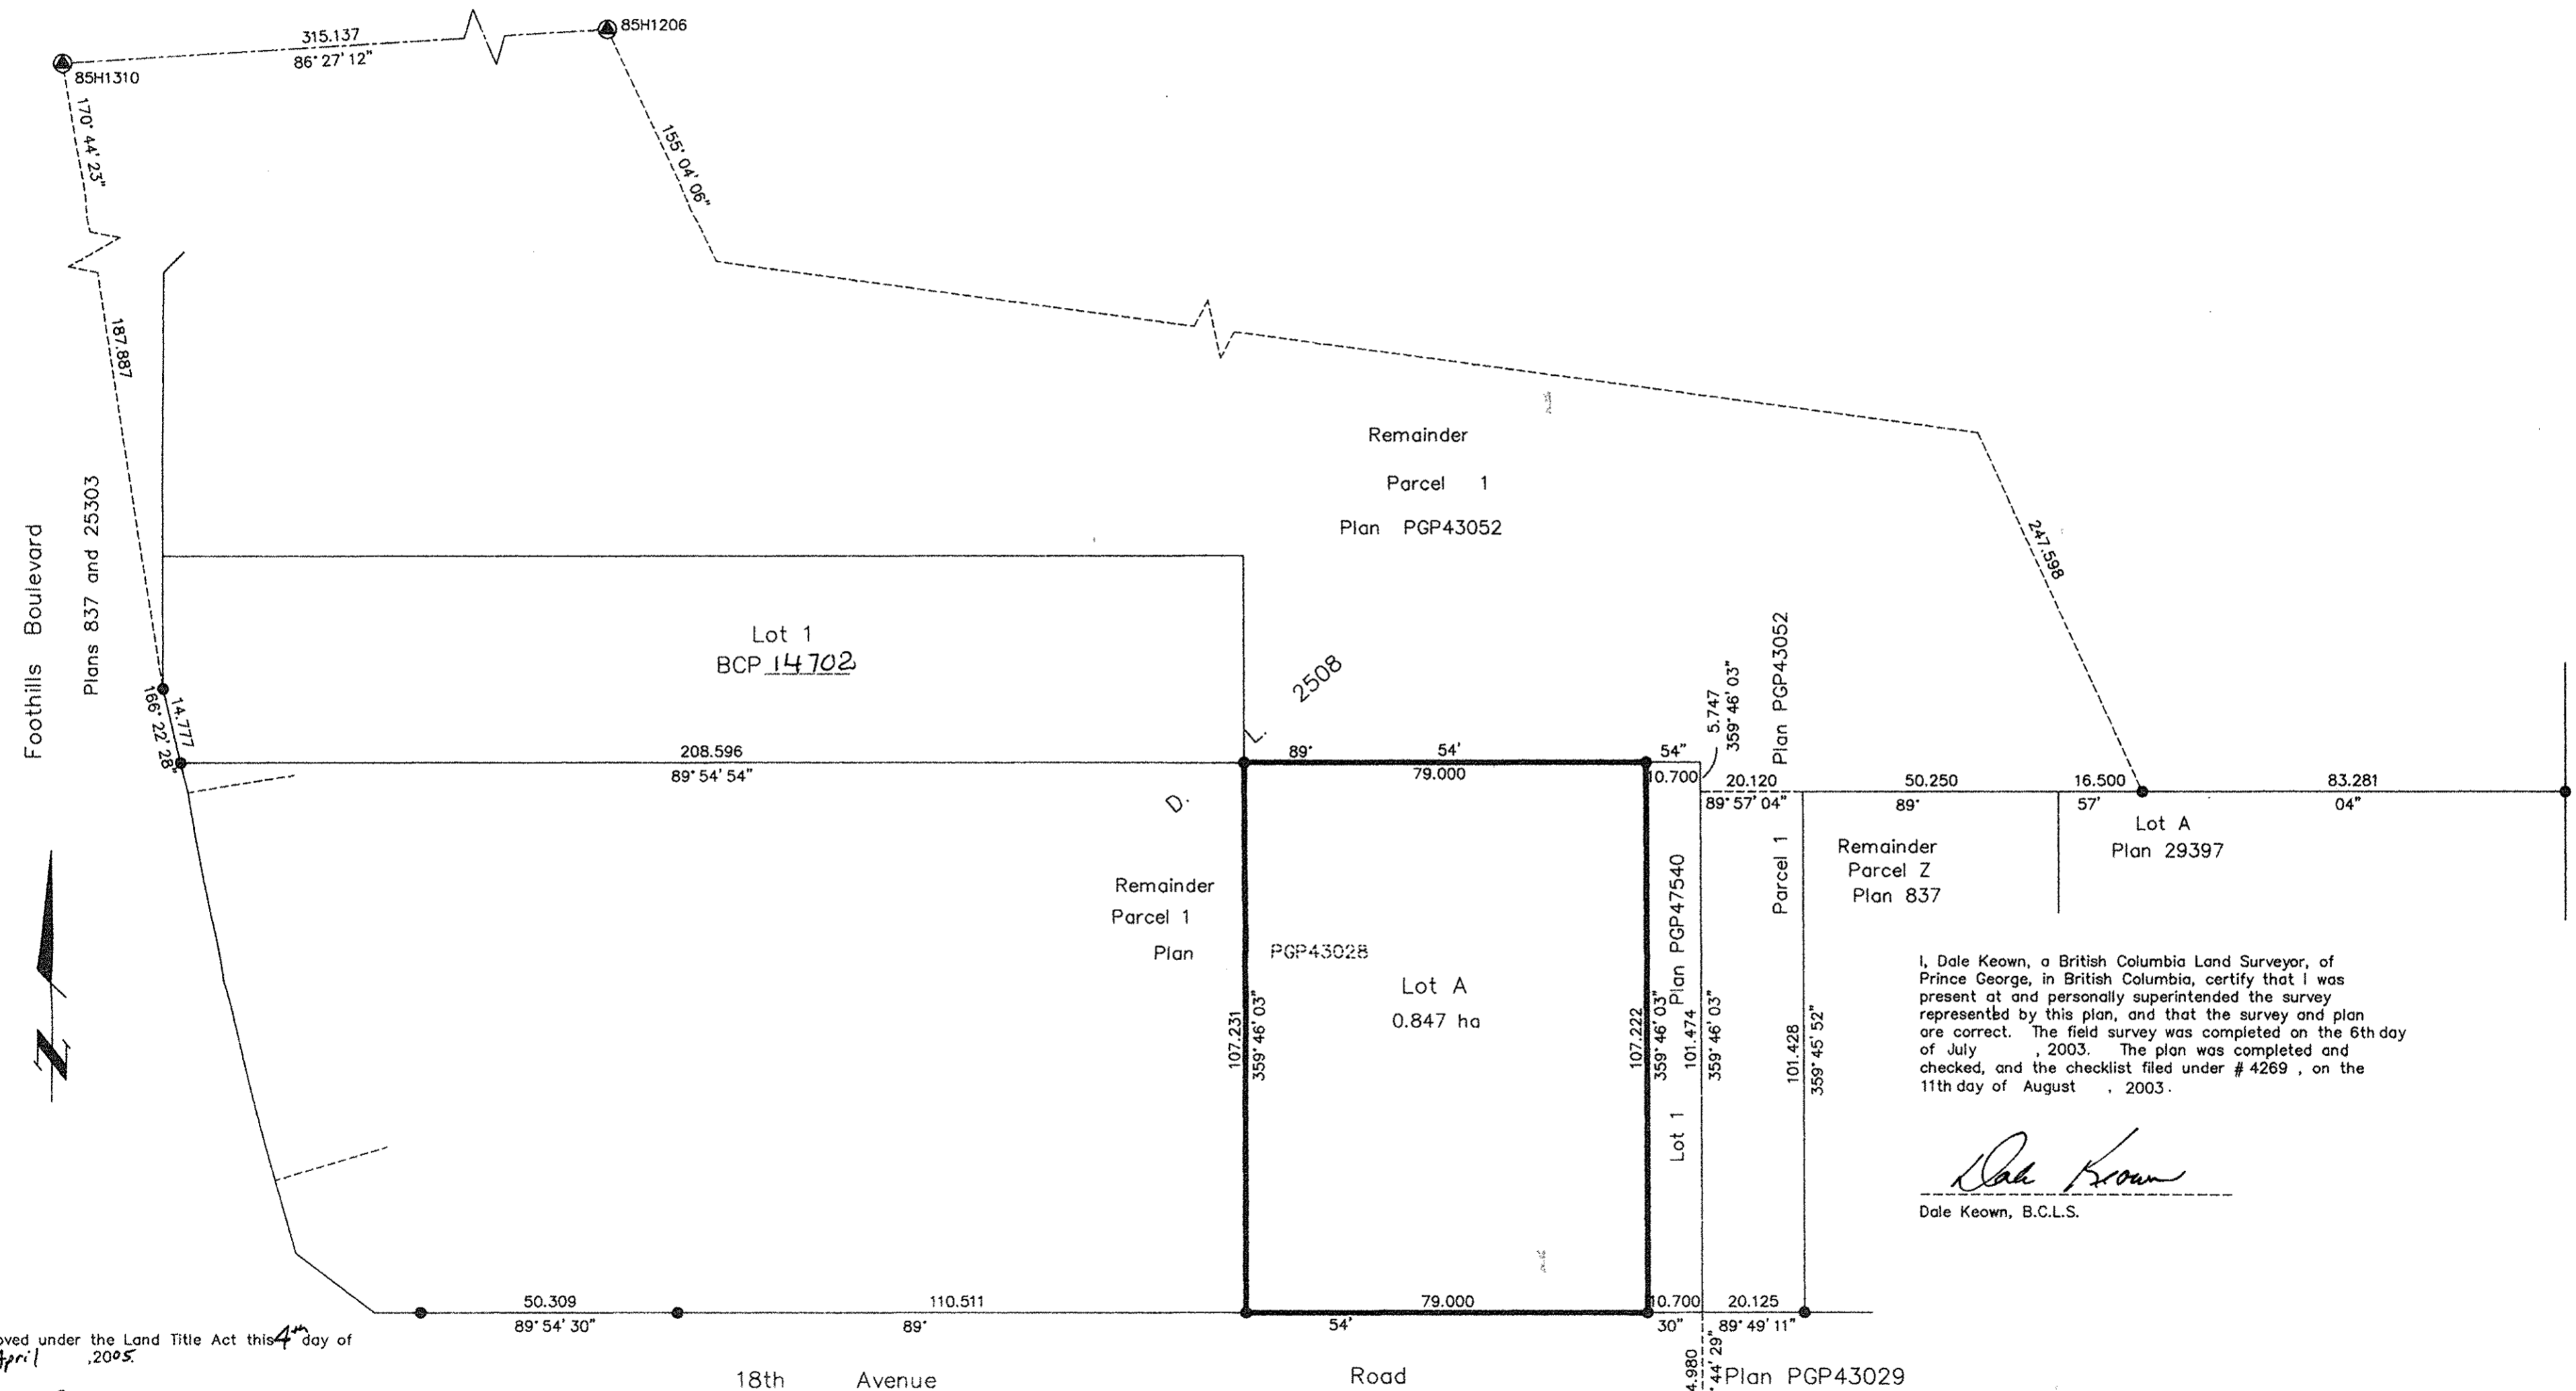 315.137
86° 27' 12"
85H1206
85H1310
170° 44' 23"
155° 04' 06"
187.887
Foothills Boulevard
Plans 837 and 25303
Remainder
Parcel 1
Plan PGP43052
247.598
Lot 1
BCP 14702
D. L. 2508
14.777
166° 22' 28"
208.596
89° 54' 54"
89° 54' 54"
79.000
10.700
5.747
359° 46' 03"
Plan PGP43052
Parcel 1
20.120
89° 57' 04"
50.250
16.500
83.281
89° 57' 04"
Lot A
Plan 29397
Remainder
Parcel Z
Plan 837
Remainder
Parcel 1
Plan PGP43028
Lot A
0.847 ha
107.231
359° 46' 03"
107.222
359° 46' 03"
Lot 1 Plan PGP47540
101.474
359° 46' 03"
101.428
359° 45' 52"
N
I, Dale Keown, a British Columbia Land Surveyor, of
Prince George, in British Columbia, certify that I was
present at and personally superintended the survey
represented by this plan, and that the survey and plan
are correct. The field survey was completed on the 6th day
of July , 2003. The plan was completed and
checked, and the checklist filed under # 4269 , on the
11th day of August , 2003.
Dale Keown
Dale Keown, B.C.L.S.
50.309
89° 54' 30"
110.511
79.000
10.700
89° 54' 30"
20.125
89° 49' 11"
4.980
° 44' 29"
oved under the Land Title Act this 4th day of
April ,2005.
18th Avenue Road
Plan PGP43029